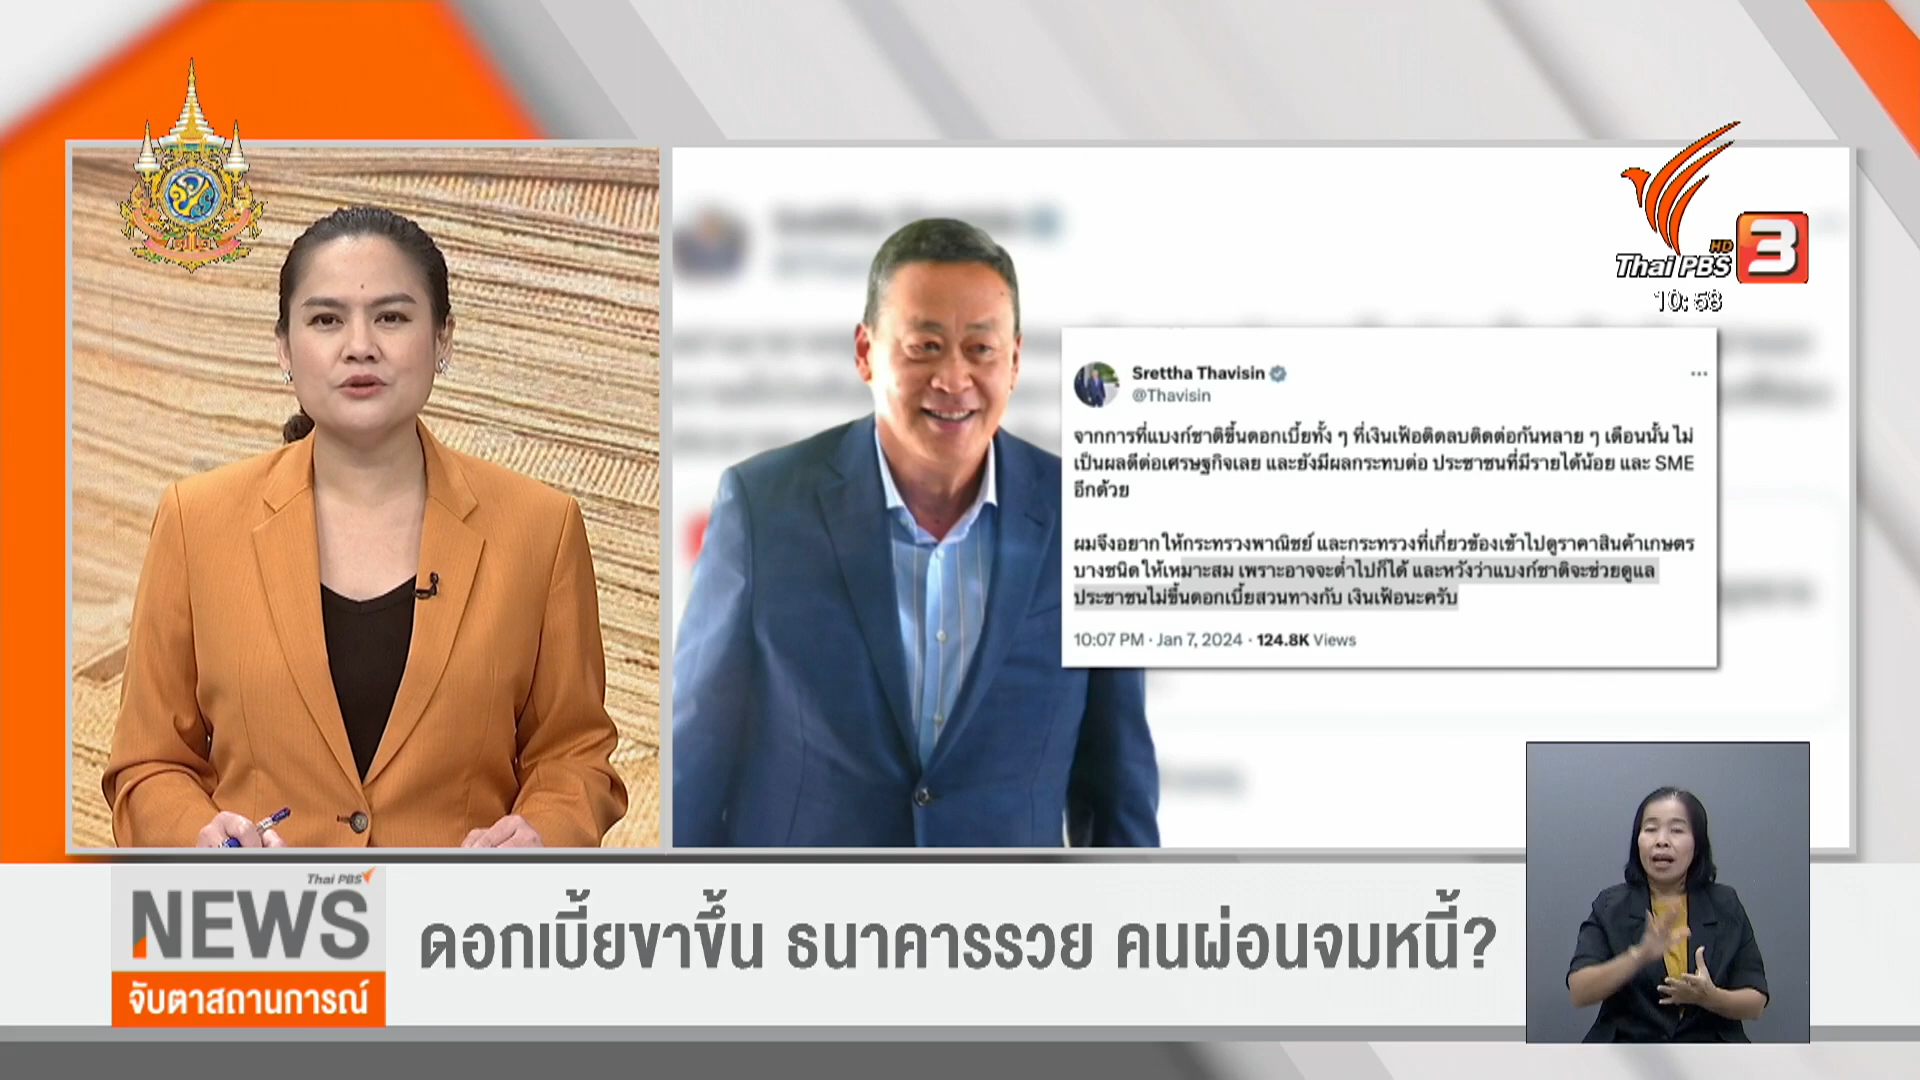 Thai PBS
HD
3
10:58
Srettha Thavisin
@Thavisin
จากการที่แบงก์ชาติขึ้นดอกเบี้ยทั้ง ๆ ที่เงินเฟ้อติดลบติดต่อกันหลาย ๆ เดือนนั้น ไม่
เป็นผลดีต่อเศรษฐกิจเลย และยังมีผลกระทบต่อ ประชาชนที่มีรายได้น้อย และ SME
อีกด้วย
ผมจึงอยากให้กระทรวงพาณิชย์ และกระทรวงที่เกี่ยวข้องเข้าไปดูราคาสินค้าเกษตร
บางชนิดให้เหมาะสม เพราะอาจจะต่ำไปก็ได้ และหวังว่าแบงก์ชาติจะช่วยดูแล
ประชาชนไม่ขึ้นดอกเบี้ยสวนทางกับ เงินเฟ้อนะครับ
10:07 PM · Jan 7, 2024 · 124.8K Views
Thai PBS
NEWS
จับตาสถานการณ์
ดอกเบี้ยขาขึ้น ธนาคารรวย คนผ่อนจมหนี้?